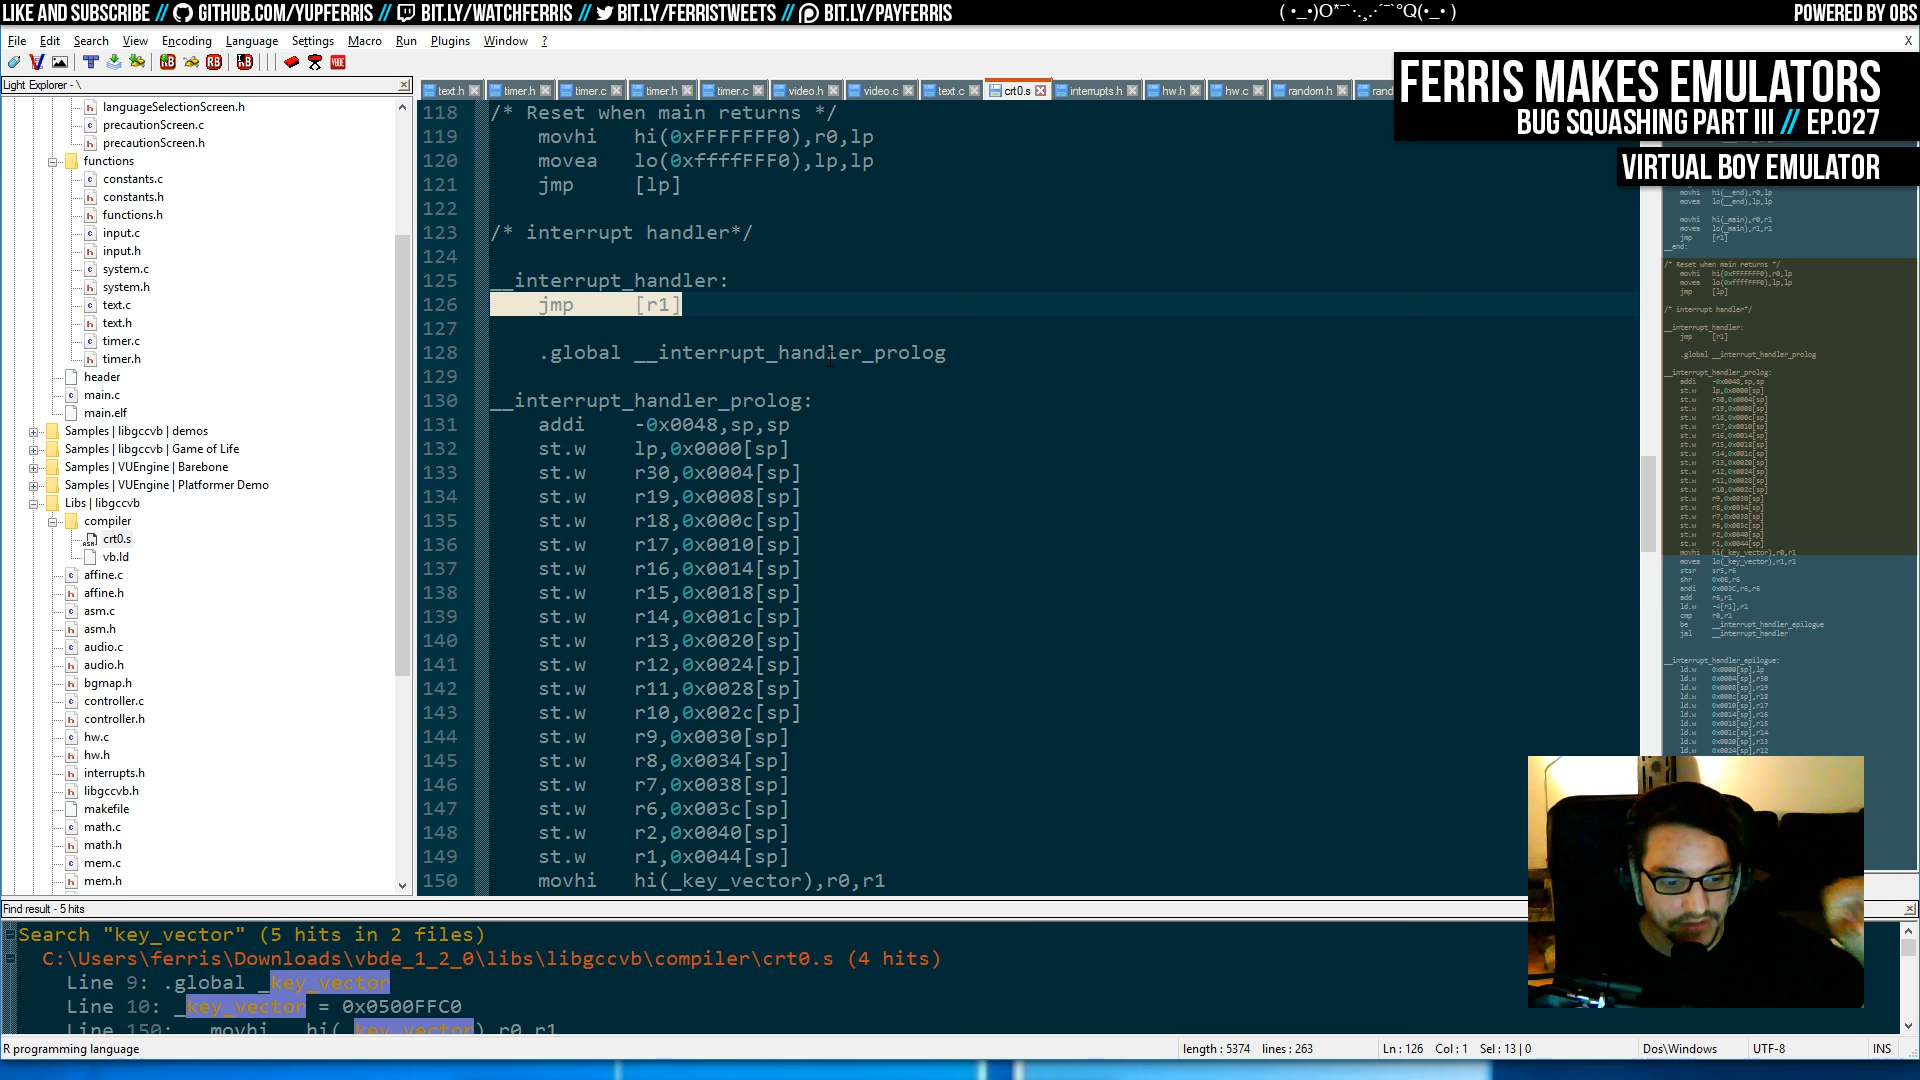 LIKE AND SUBSCRIBE // GITHUB.COM/YUPFERRIS // BIT.LY/WATCHFERRIS // BIT.LY/FERRISTWEETS // BIT.LY/PAYFERRIS
POWERED BY OBS
File Edit Search View Encoding Language Settings Macro Run Plugins Window ? X
FERRIS MAKES EMULATORS
BUG SQUASHING PART III // EP.027
VIRTUAL BOY EMULATOR
Light Explorer - \
text.h timer.h timer.c timer.h timer.c video.h video.c text.c crt0.s interrupts.h hw.h hw.c random.h
languageSelectionScreen.h
precautionScreen.c
precautionScreen.h
functions
constants.c
constants.h
functions.h
input.c
input.h
system.c
system.h
text.c
text.h
timer.c
timer.h
header
main.c
main.elf
Samples | libgccvb | demos
Samples | libgccvb | Game of Life
Samples | VUEngine | Barebone
Samples | VUEngine | Platformer Demo
Libs | libgccvb
compiler
crt0.s
vb.ld
affine.c
affine.h
asm.c
asm.h
audio.c
audio.h
bgmap.h
controller.c
controller.h
hw.c
hw.h
interrupts.h
libgccvb.h
makefile
math.c
math.h
mem.c
mem.h
118 /* Reset when main returns */
119 movhi hi(0xFFFFFFF0),r0,lp
120 movea lo(0xffffFFF0),lp,lp
121 jmp [lp]
122
123 /* interrupt handler*/
124
125 __interrupt_handler:
126 jmp [r1]
127
128 .global __interrupt_handler_prolog
129
130 __interrupt_handler_prolog:
131 addi -0x0048,sp,sp
132 st.w lp,0x0000[sp]
133 st.w r30,0x0004[sp]
134 st.w r19,0x0008[sp]
135 st.w r18,0x000c[sp]
136 st.w r17,0x0010[sp]
137 st.w r16,0x0014[sp]
138 st.w r15,0x0018[sp]
139 st.w r14,0x001c[sp]
140 st.w r13,0x0020[sp]
141 st.w r12,0x0024[sp]
142 st.w r11,0x0028[sp]
143 st.w r10,0x002c[sp]
144 st.w r9,0x0030[sp]
145 st.w r8,0x0034[sp]
146 st.w r7,0x0038[sp]
147 st.w r6,0x003c[sp]
148 st.w r2,0x0040[sp]
149 st.w r1,0x0044[sp]
150 movhi hi(_key_vector),r0,r1
Find result - 5 hits
Search "key_vector" (5 hits in 2 files)
C:\Users\ferris\Downloads\vbde_1_2_0\libs\libgccvb\compiler\crt0.s (4 hits)
Line 9: .global _key_vector
Line 10: _key_vector = 0x0500FFC0
Line 150: movhi hi(_key_vector),r0,r1
R programming language
length : 5374 lines : 263
Ln : 126 Col : 1 Sel : 13 | 0
Dos\Windows
UTF-8
INS